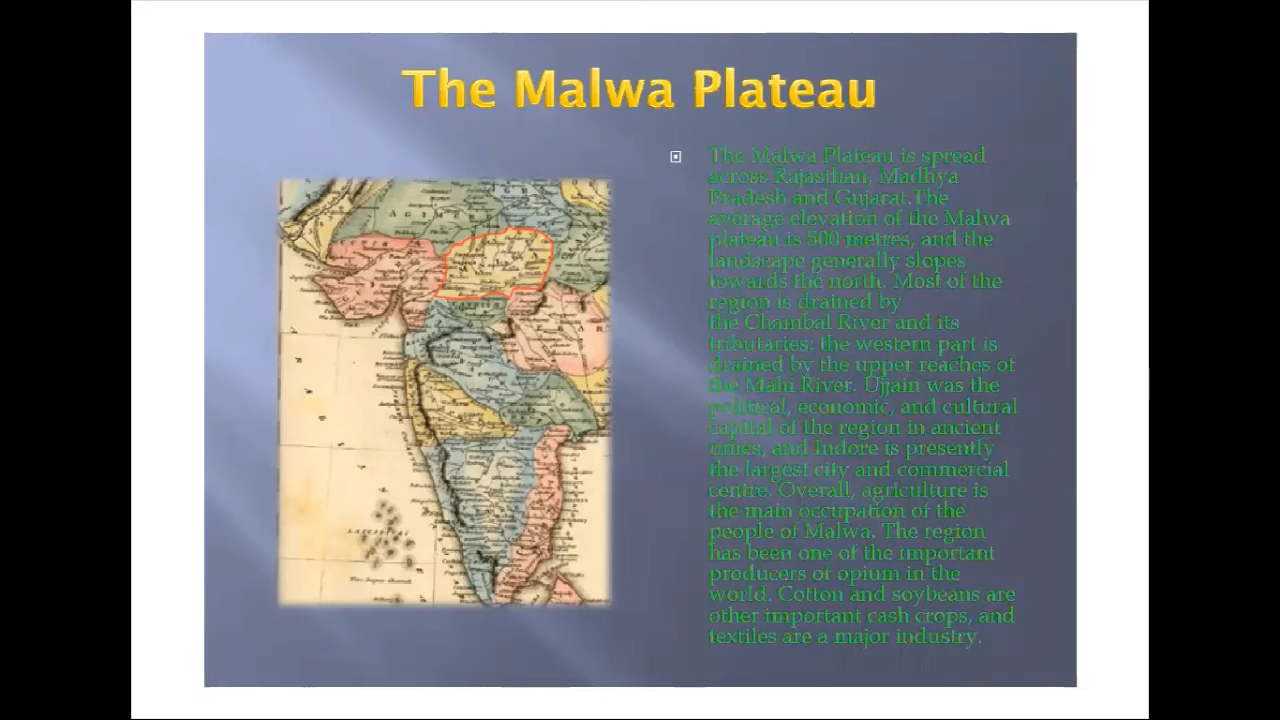 The Malwa Plateau
The Malwa Plateau is spread
across Rajasthan, Madhya
Pradesh and Gujarat.The
average elevation of the Malwa
plateau is 500 metres, and the
landscape generally slopes
towards the north. Most of the
region is drained by
the Chambal River and its
tributaries; the western part is
drained by the upper reaches of
the Mahi River. Ujjain was the
political, economic, and cultural
capital of the region in ancient
times, and Indore is presently
the largest city and commercial
centre. Overall, agriculture is
the main occupation of the
people of Malwa. The region
has been one of the important
producers of opium in the
world. Cotton and soybeans are
other important cash crops, and
textiles are a major industry.